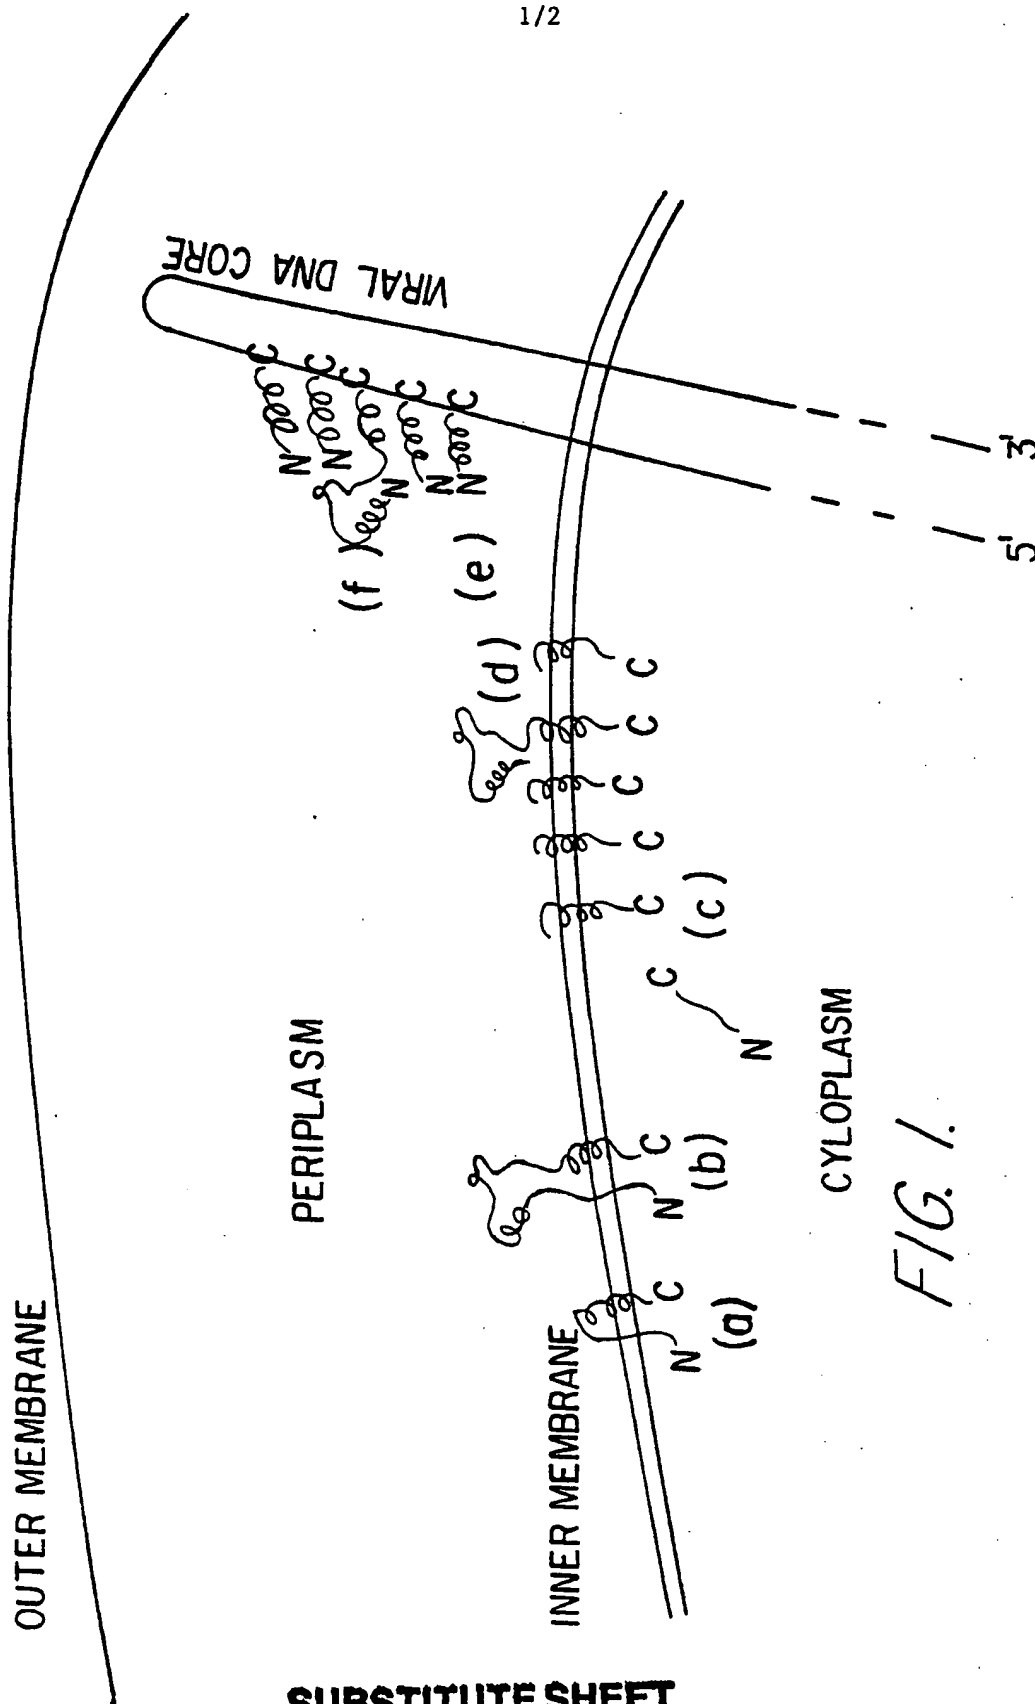 1/2
OUTER MEMBRANE
PERIPLASM
INNER MEMBRANE
CYLOPLASM
VIRAL DNA CORE
N C
(a)
N C
(b)
N C
C C C C C
(c)
(d)
N C
N C
N C
N C
N C
(e)
(f)
5'
3'
FIG. 1.
SUBSTITUTE SHEET